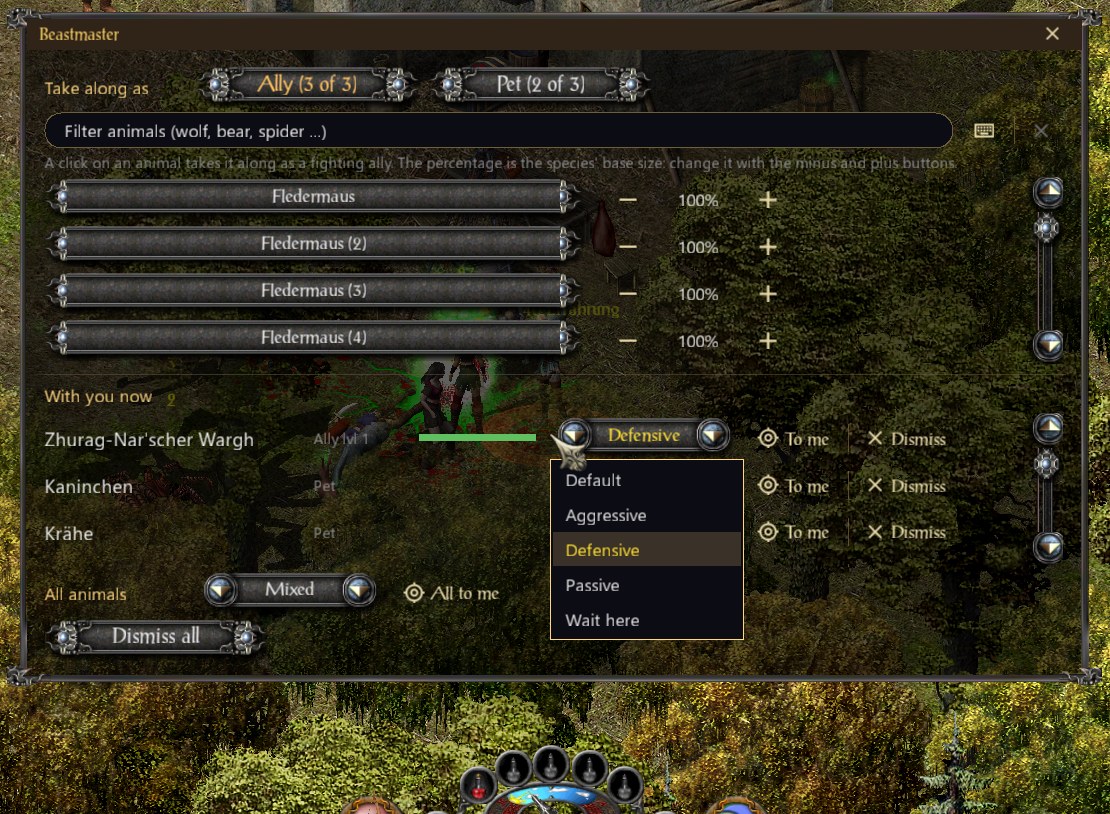 Beastmaster
Take along as Ally (3 of 3) Pet (2 of 3)
Filter animals (wolf, bear, spider ...)
A click on an animal takes it along as a fighting ally. The percentage is the species' base size: change it with the minus and plus buttons.
Fledermaus − 100% +
Fledermaus (2) − 100% +
Fledermaus (3) − 100% +
Fledermaus (4) − 100% +
With you now
Zhurag-Nar'scher Wargh Ally lvl 1 Defensive To me Dismiss
Kaninchen Pet To me Dismiss
Krähe Pet To me Dismiss
Default
Aggressive
Defensive
Passive
Wait here
All animals Mixed All to me
Dismiss all